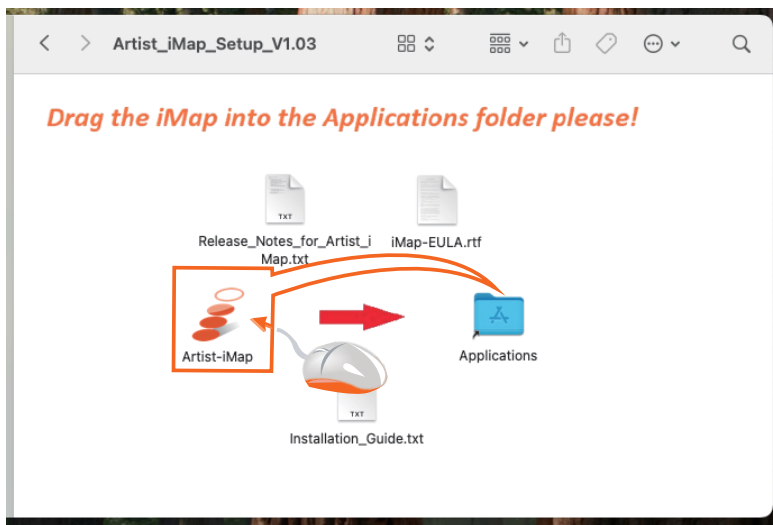 Artist_iMap_Setup_V1.03
Drag the iMap into the Applications folder please!
TXT
Release_Notes_for_Artist_i
Map.txt
iMap-EULA.rtf
Artist-iMap
Applications
TXT
Installation_Guide.txt